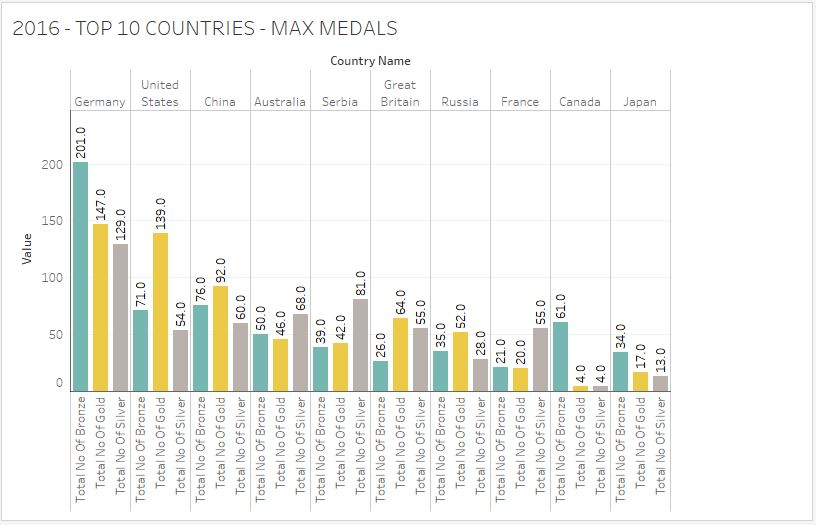 2016 - TOP 10 COUNTRIES - MAX MEDALS
Country Name
Germany
United
States
China
Australia
Serbia
Great
Britain
Russia
France
Canada
Japan
Value
200
150
100
50
0
201.0
147.0
129.0
71.0
139.0
54.0
76.0
92.0
60.0
50.0
46.0
68.0
39.0
42.0
81.0
26.0
64.0
55.0
35.0
52.0
28.0
21.0
20.0
55.0
61.0
4.0
4.0
34.0
17.0
13.0
Total No Of Bronze
Total No Of Gold
Total No Of Silver
Total No Of Bronze
Total No Of Gold
Total No Of Silver
Total No Of Bronze
Total No Of Gold
Total No Of Silver
Total No Of Bronze
Total No Of Gold
Total No Of Silver
Total No Of Bronze
Total No Of Gold
Total No Of Silver
Total No Of Bronze
Total No Of Gold
Total No Of Silver
Total No Of Bronze
Total No Of Gold
Total No Of Silver
Total No Of Bronze
Total No Of Gold
Total No Of Silver
Total No Of Bronze
Total No Of Gold
Total No Of Silver
Total No Of Bronze
Total No Of Gold
Total No Of Silver